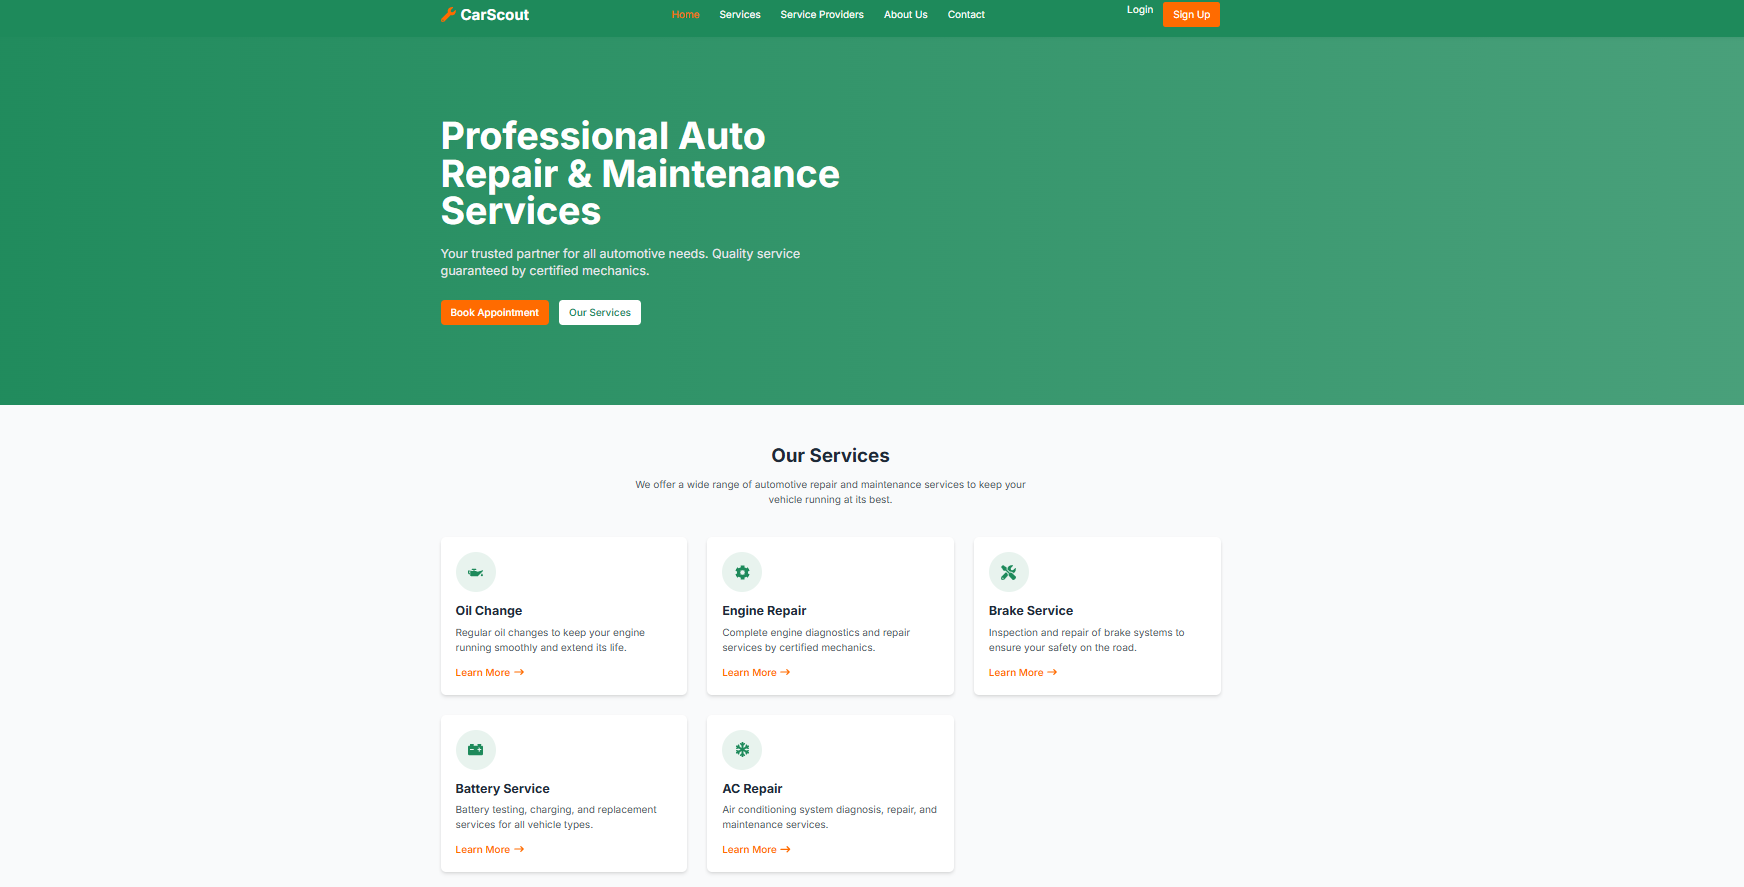 CarScout
Home Services Service Providers About Us Contact
Login Sign Up
Professional Auto
Repair & Maintenance
Services
Your trusted partner for all automotive needs. Quality service
guaranteed by certified mechanics.
Book Appointment Our Services
Our Services
We offer a wide range of automotive repair and maintenance services to keep your
vehicle running at its best.
Oil Change
Regular oil changes to keep your engine
running smoothly and extend its life.
Learn More →
Engine Repair
Complete engine diagnostics and repair
services by certified mechanics.
Learn More →
Brake Service
Inspection and repair of brake systems to
ensure your safety on the road.
Learn More →
Battery Service
Battery testing, charging, and replacement
services for all vehicle types.
Learn More →
AC Repair
Air conditioning system diagnosis, repair, and
maintenance services.
Learn More →